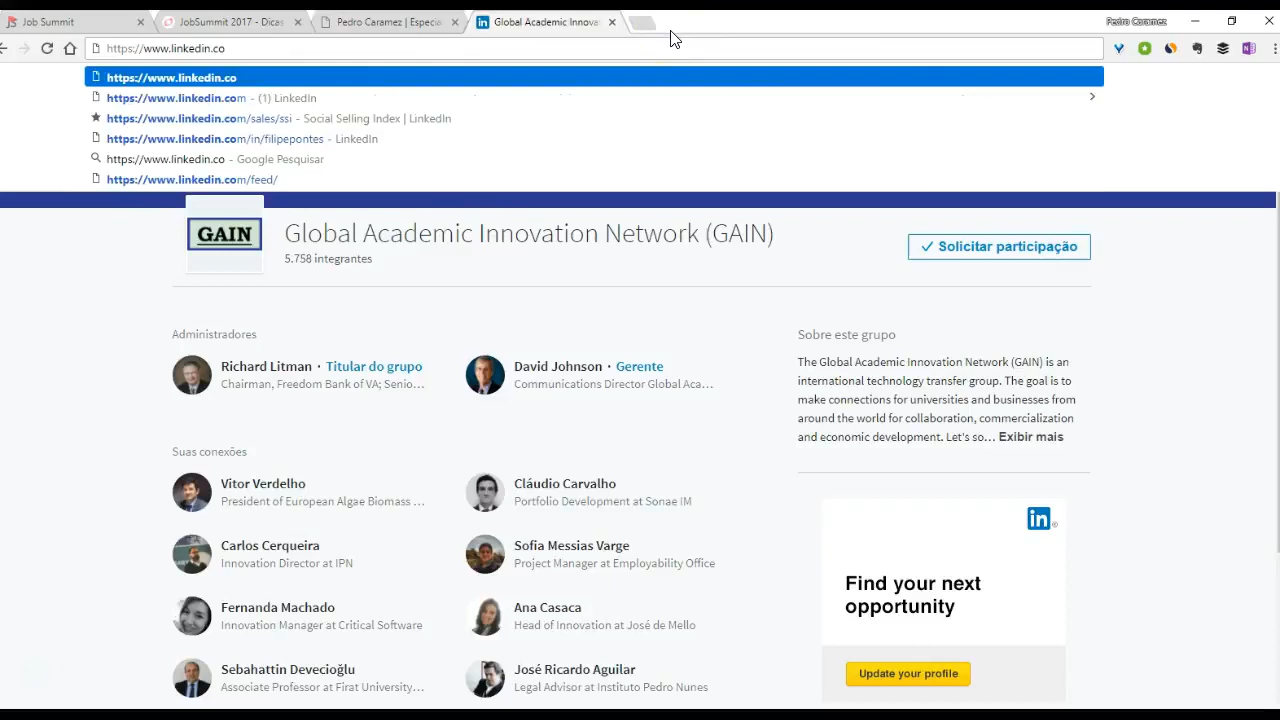 Job Summit
JobSummit 2017 - Dicas
Pedro Caramez | Especia
Global Academic Innova
Pedro Caramez
https://www.linkedin.co
https://www.linkedin.co
https://www.linkedin.com - (1) LinkedIn
https://www.linkedin.com/sales/ssi - Social Selling Index | LinkedIn
https://www.linkedin.com/in/filipepontes - LinkedIn
https://www.linkedin.co - Google Pesquisar
https://www.linkedin.com/feed/
GAIN
Global Academic Innovation Network (GAIN)
5.758 integrantes
✓ Solicitar participação
Administradores
Richard Litman · Titular do grupo
Chairman, Freedom Bank of VA; Senio...
David Johnson · Gerente
Communications Director Global Aca...
Suas conexões
Vitor Verdelho
President of European Algae Biomass ...
Cláudio Carvalho
Portfolio Development at Sonae IM
Carlos Cerqueira
Innovation Director at IPN
Sofia Messias Varge
Project Manager at Employability Office
Fernanda Machado
Innovation Manager at Critical Software
Ana Casaca
Head of Innovation at José de Mello
Sebahattin Devecioğlu
Associate Professor at Firat University...
José Ricardo Aguilar
Legal Advisor at Instituto Pedro Nunes
Sobre este grupo
The Global Academic Innovation Network (GAIN) is an
international technology transfer group. The goal is to
make connections for universities and businesses from
around the world for collaboration, commercialization
and economic development. Let's so... Exibir mais
in
Find your next
opportunity
Update your profile